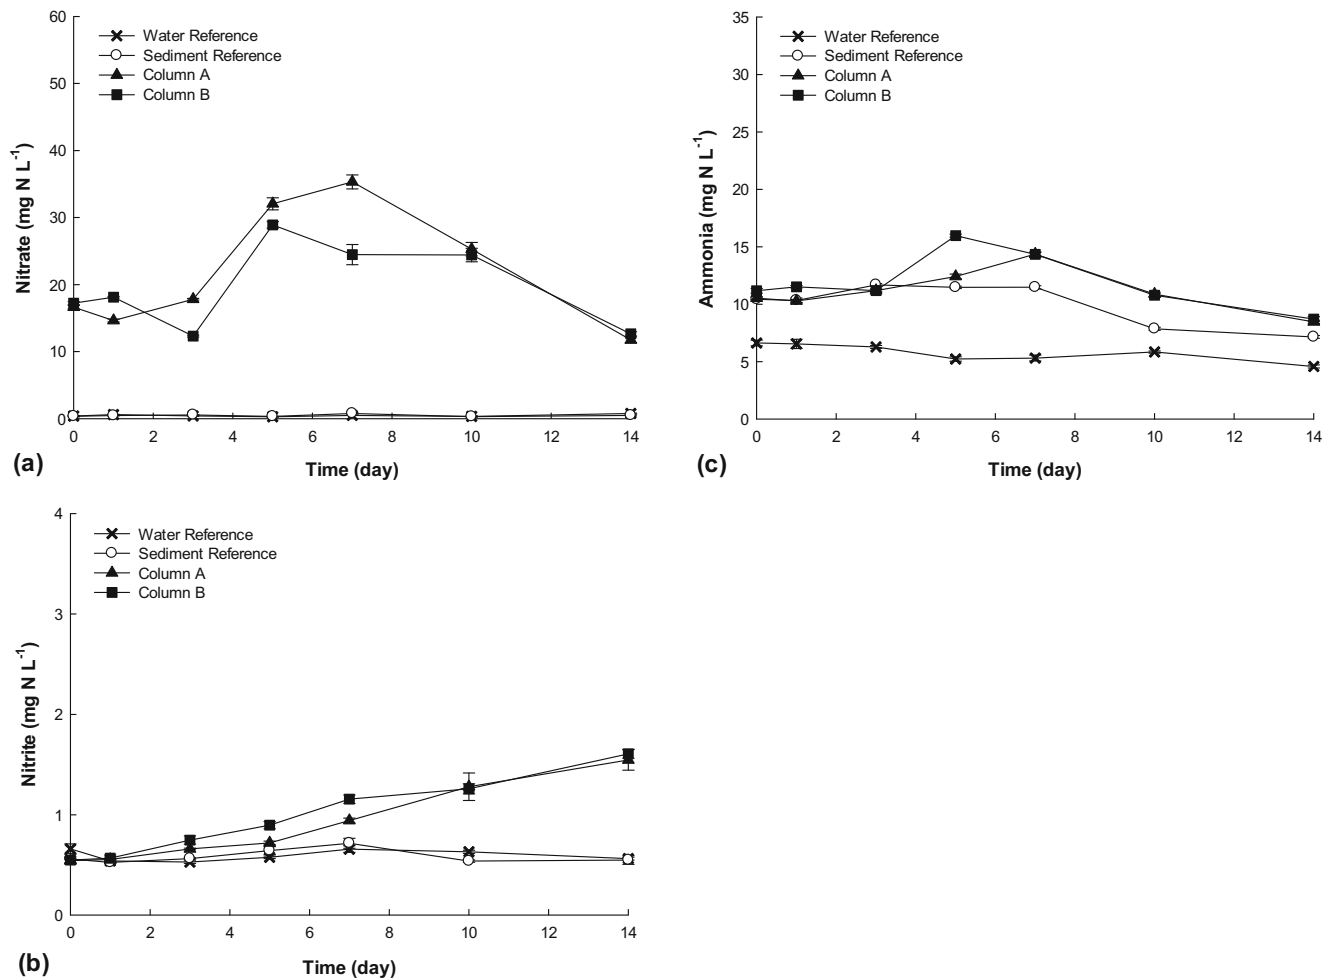 60
50
40
30
20
10
0
Nitrate (mg N L-1)
Water Reference
Sediment Reference
Column A
Column B
0 2 4 6 8 10 12 14
Time (day)
(a)
35
30
25
20
15
10
5
0
Ammonia (mg N L-1)
Water Reference
Sediment Reference
Column A
Column B
0 2 4 6 8 10 12 14
Time (day)
(c)
4
3
2
1
0
Nitrite (mg N L-1)
Water Reference
Sediment Reference
Column A
Column B
0 2 4 6 8 10 12 14
Time (day)
(b)